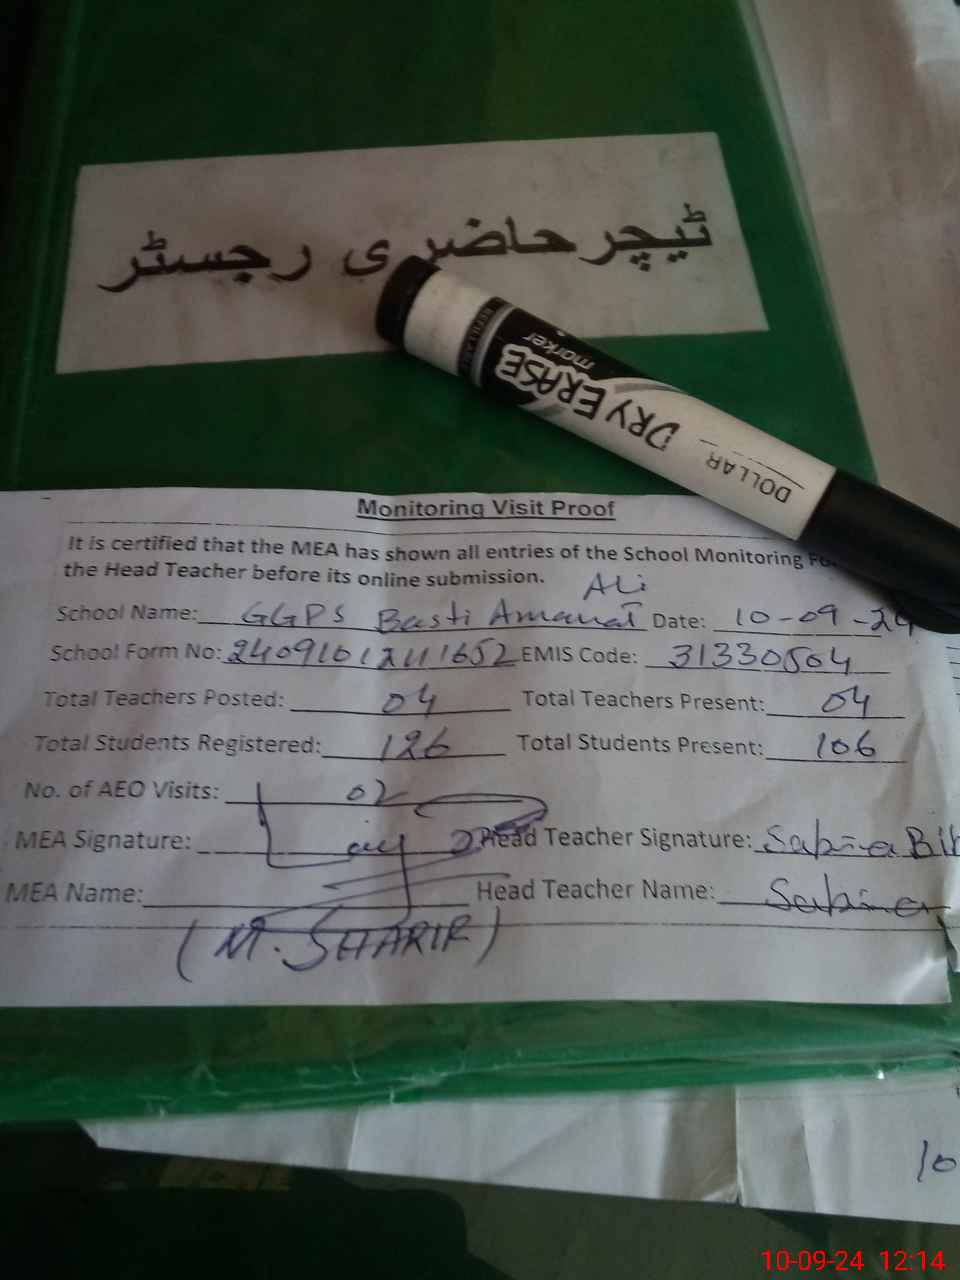 ٹیچر حاضری رجسٹر
REFILLABLE
DRY ERASE
marker
DOLLAR
Monitoring Visit Proof
It is certified that the MEA has shown all entries of the School Monitoring
the Head Teacher before its online submission.
Ali
School Name: GGPS Basti Amanat Date: 10-09-24
School Form No: EMIS Code: 31330504
Total Teachers Posted: 04 Total Teachers Present: 04
Total Students Registered: 126 Total Students Present: 106
No. of AEO Visits: 02
MEA Signature: Head Teacher Signature: Sabina Bib
MEA Name: Head Teacher Name: Sabina
(M. SHARIF)
10
10-09-24 12:14